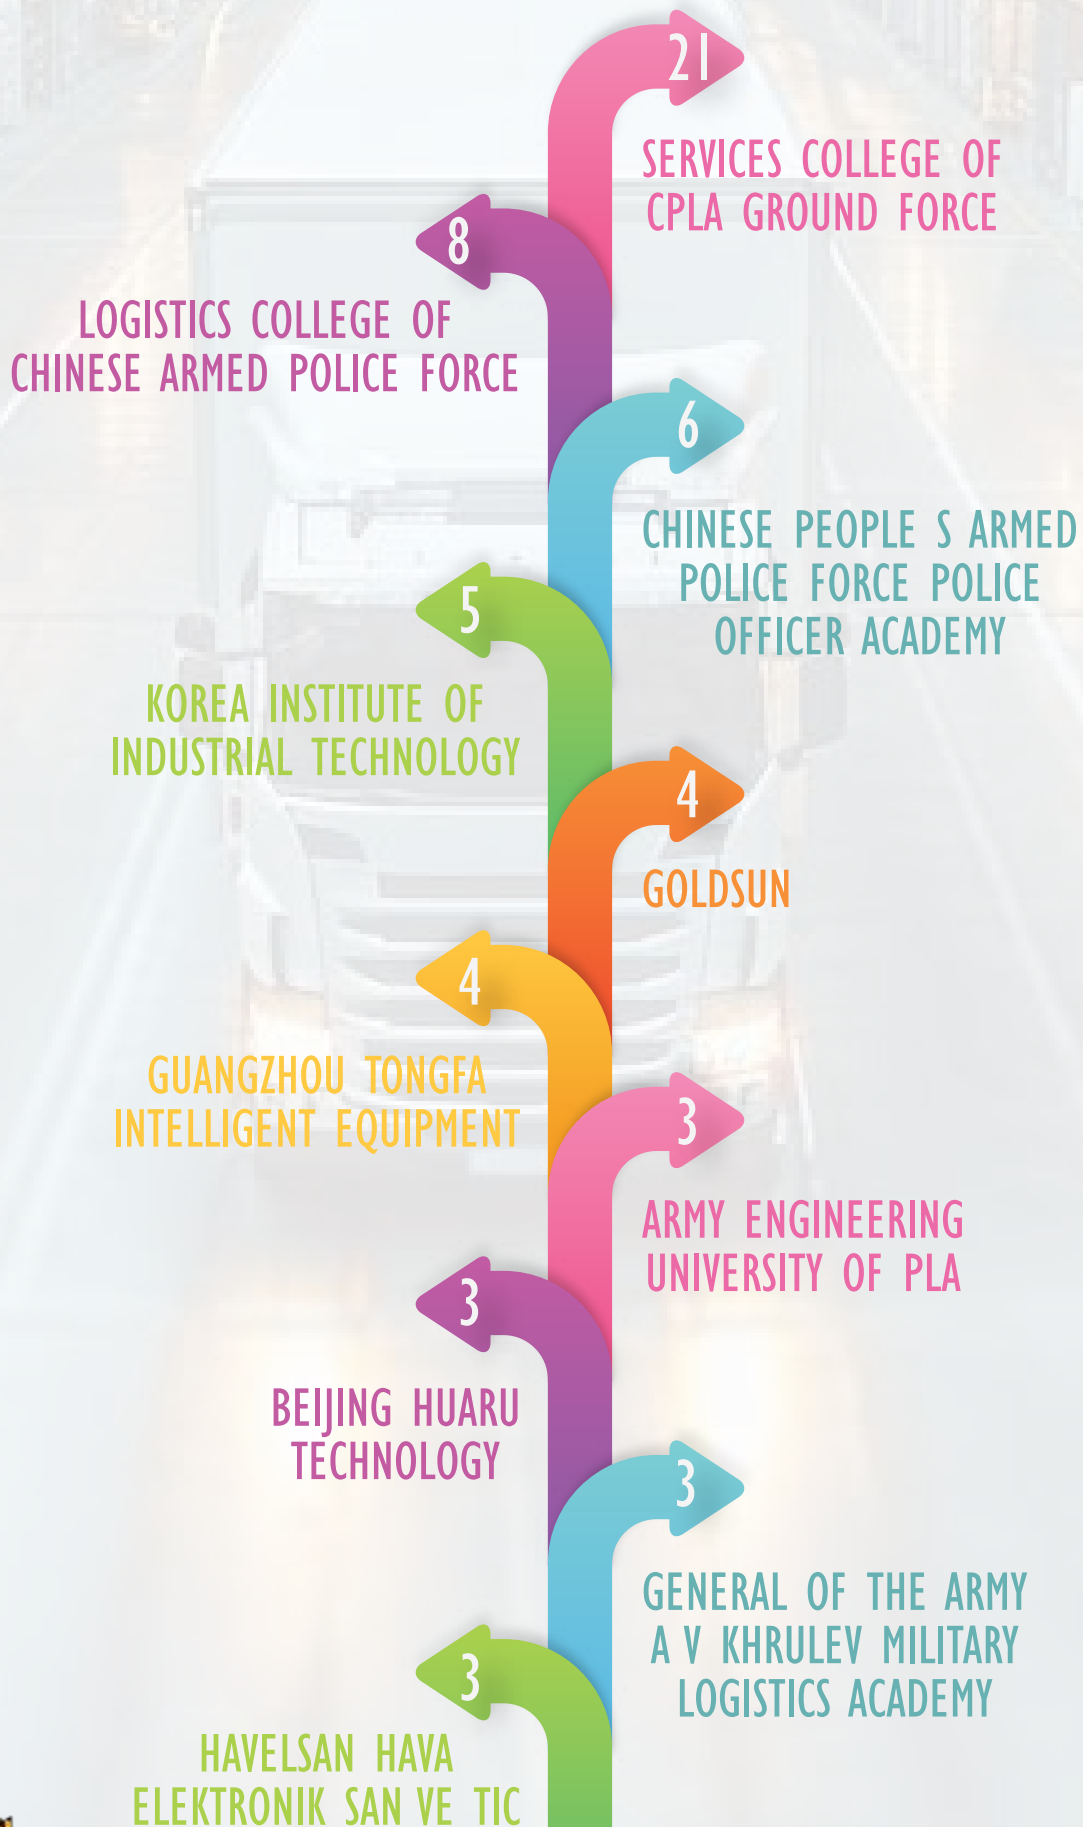 21
SERVICES COLLEGE OF
CPLA GROUND FORCE
8
LOGISTICS COLLEGE OF
CHINESE ARMED POLICE FORCE
6
CHINESE PEOPLE S ARMED
POLICE FORCE POLICE
OFFICER ACADEMY
5
KOREA INSTITUTE OF
INDUSTRIAL TECHNOLOGY
4
GOLDSUN
4
GUANGZHOU TONGFA
INTELLIGENT EQUIPMENT
3
ARMY ENGINEERING
UNIVERSITY OF PLA
3
BEIJING HUARU
TECHNOLOGY
3
GENERAL OF THE ARMY
A V KHRULEV MILITARY
LOGISTICS ACADEMY
3
HAVELSAN HAVA
ELEKTRONIK SAN VE TIC